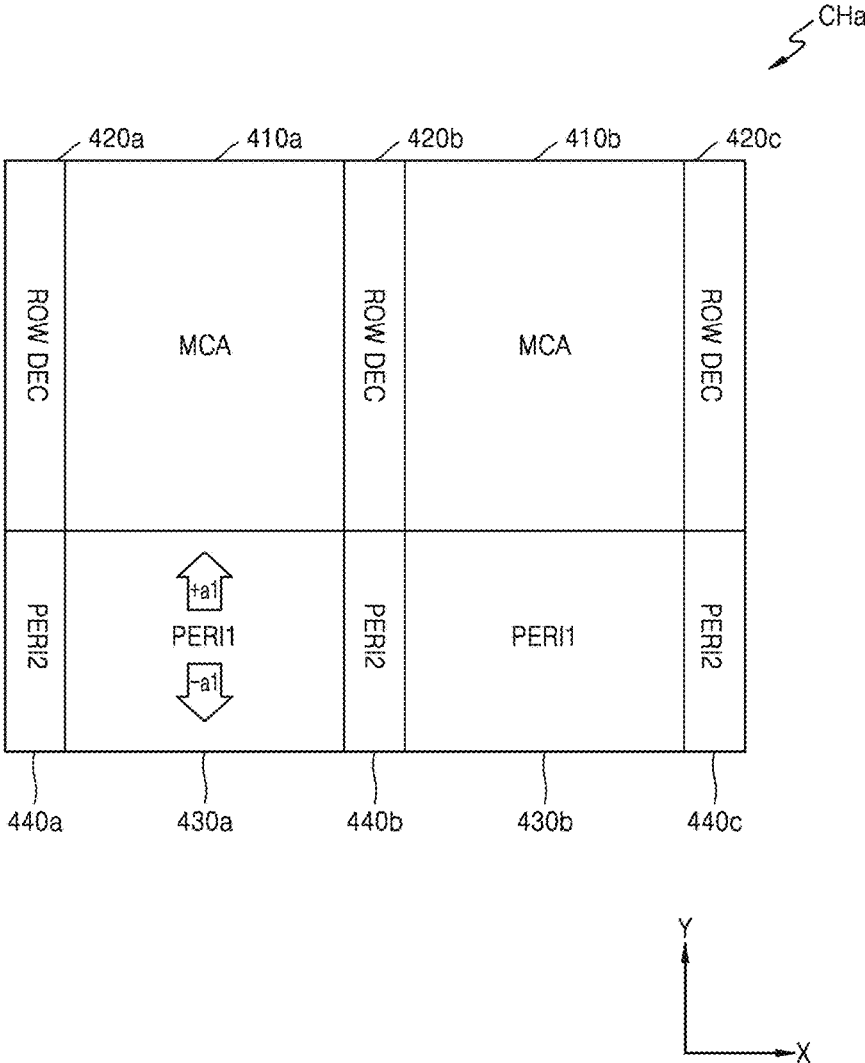 CHa
420a 410a 420b 410b 420c
ROW DEC MCA ROW DEC MCA ROW DEC
+a1
PERI2 PERI1 PERI2 PERI1 PERI2
-a1
440a 430a 440b 430b 440c
Y
X